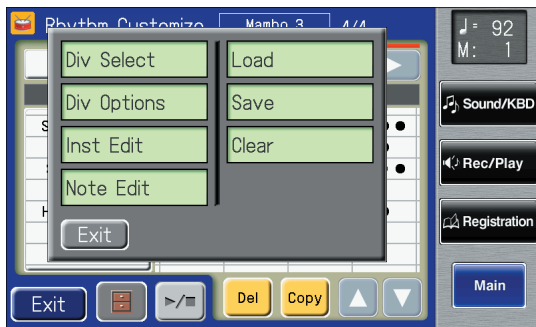 Rhythm Customize Mambo 3 4/4
♩= 92
M: 1
Div Select
Load
Div Options
Save
Inst Edit
Clear
Note Edit
Exit
Sound/KBD
Rec/Play
Registration
Main
Exit
Del
Copy